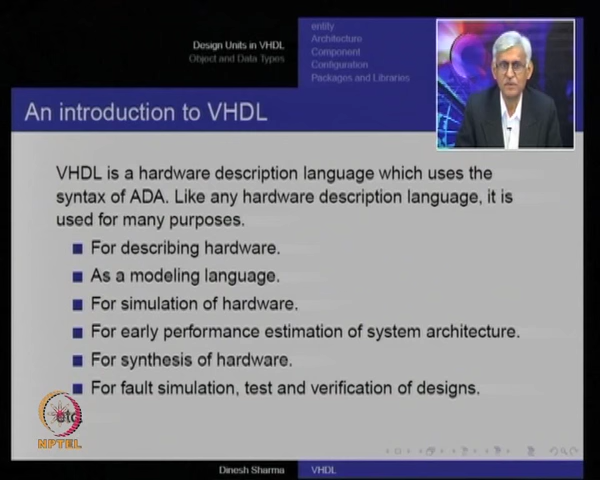 Design Units in VHDL
Object and Data Types
entity
Architecture
Component
Configuration
Packages and Libraries
An introduction to VHDL
VHDL is a hardware description language which uses the
syntax of ADA. Like any hardware description language, it is
used for many purposes.
For describing hardware.
As a modeling language.
For simulation of hardware.
For early performance estimation of system architecture.
For synthesis of hardware.
For fault simulation, test and verification of designs.
etc
NPTEL
Dinesh Sharma
VHDL